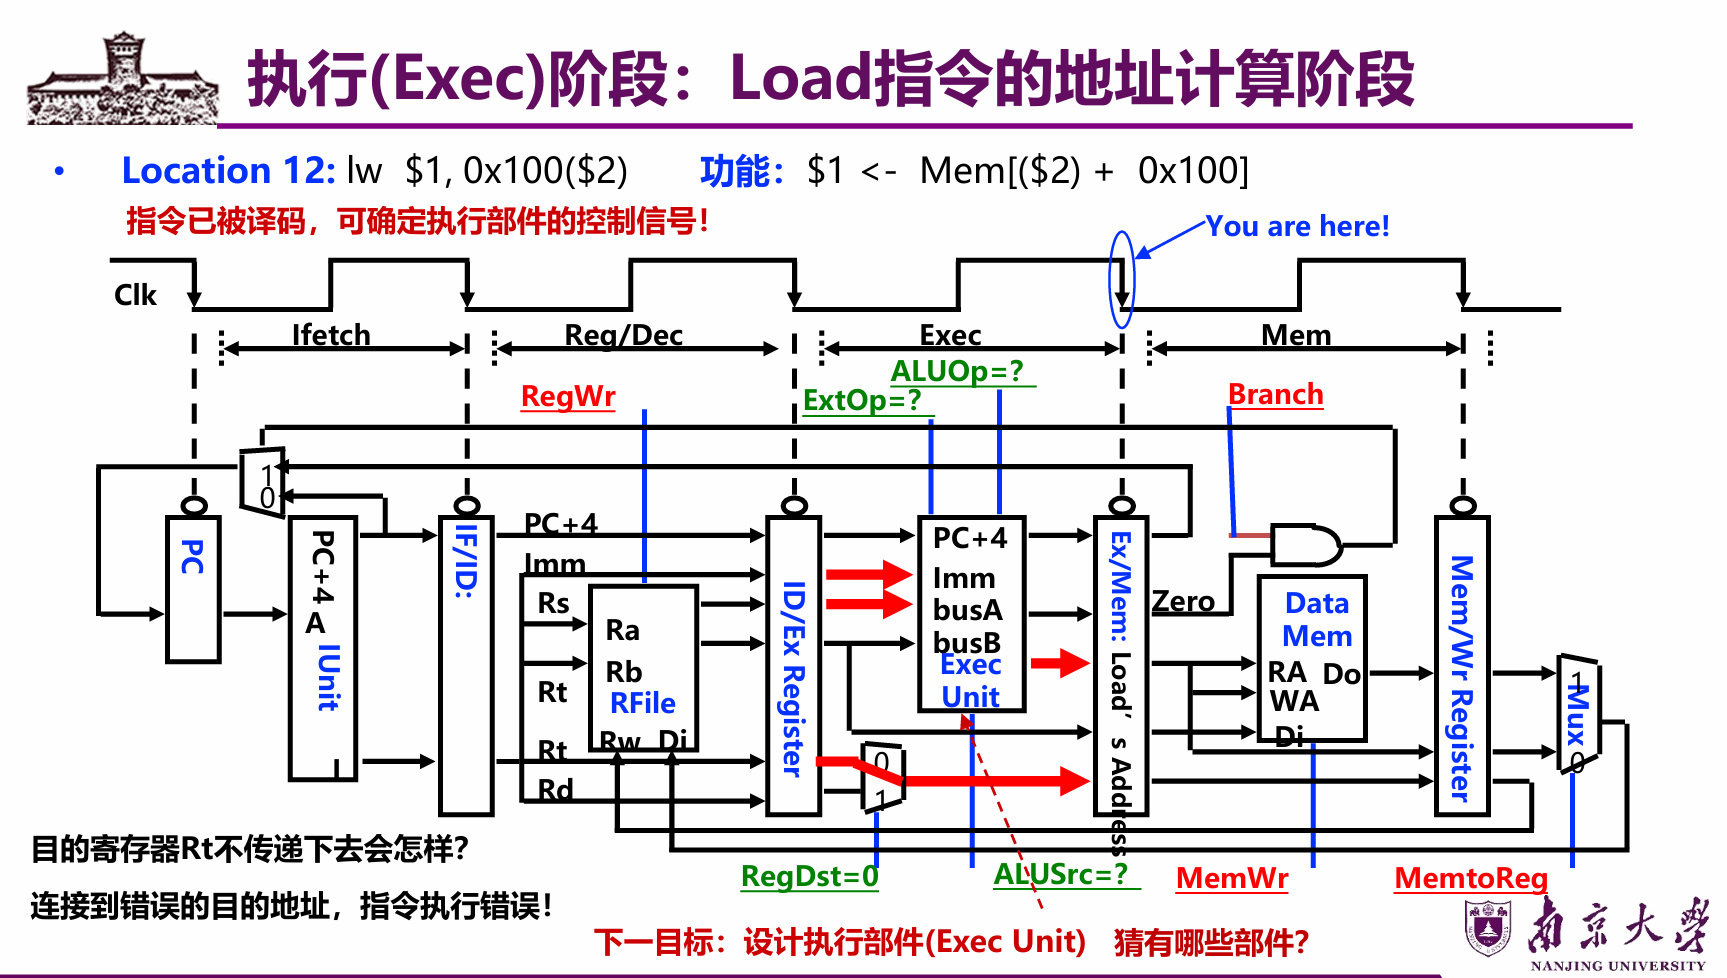 执行(Exec)阶段：Load指令的地址计算阶段
• Location 12: lw $1, 0x100($2) 功能： $1 <- Mem[($2) + 0x100]
指令已被译码，可确定执行部件的控制信号！
You are here!
Clk
Ifetch
Reg/Dec
Exec
Mem
ALUOp=?
RegWr
ExtOp=?
Branch
1
0
PC
PC+4
A
IUnit
IF/ID:
PC+4
Imm
Rs
Rt
Rt
Rd
Ra
Rb
RFile
Rw Di
ID/Ex Register
0
1
PC+4
Imm
busA
busB
Exec
Unit
Ex/Mem: Load’ s Address
Zero
Data
Mem
RA Do
WA
Di
Mem/Wr Register
1
Mux
0
目的寄存器Rt不传递下去会怎样?
RegDst=0
ALUSrc=?
MemWr
MemtoReg
连接到错误的目的地址，指令执行错误！
下一目标：设计执行部件(Exec Unit) 猜有哪些部件?
南京大学
NANJING UNIVERSITY